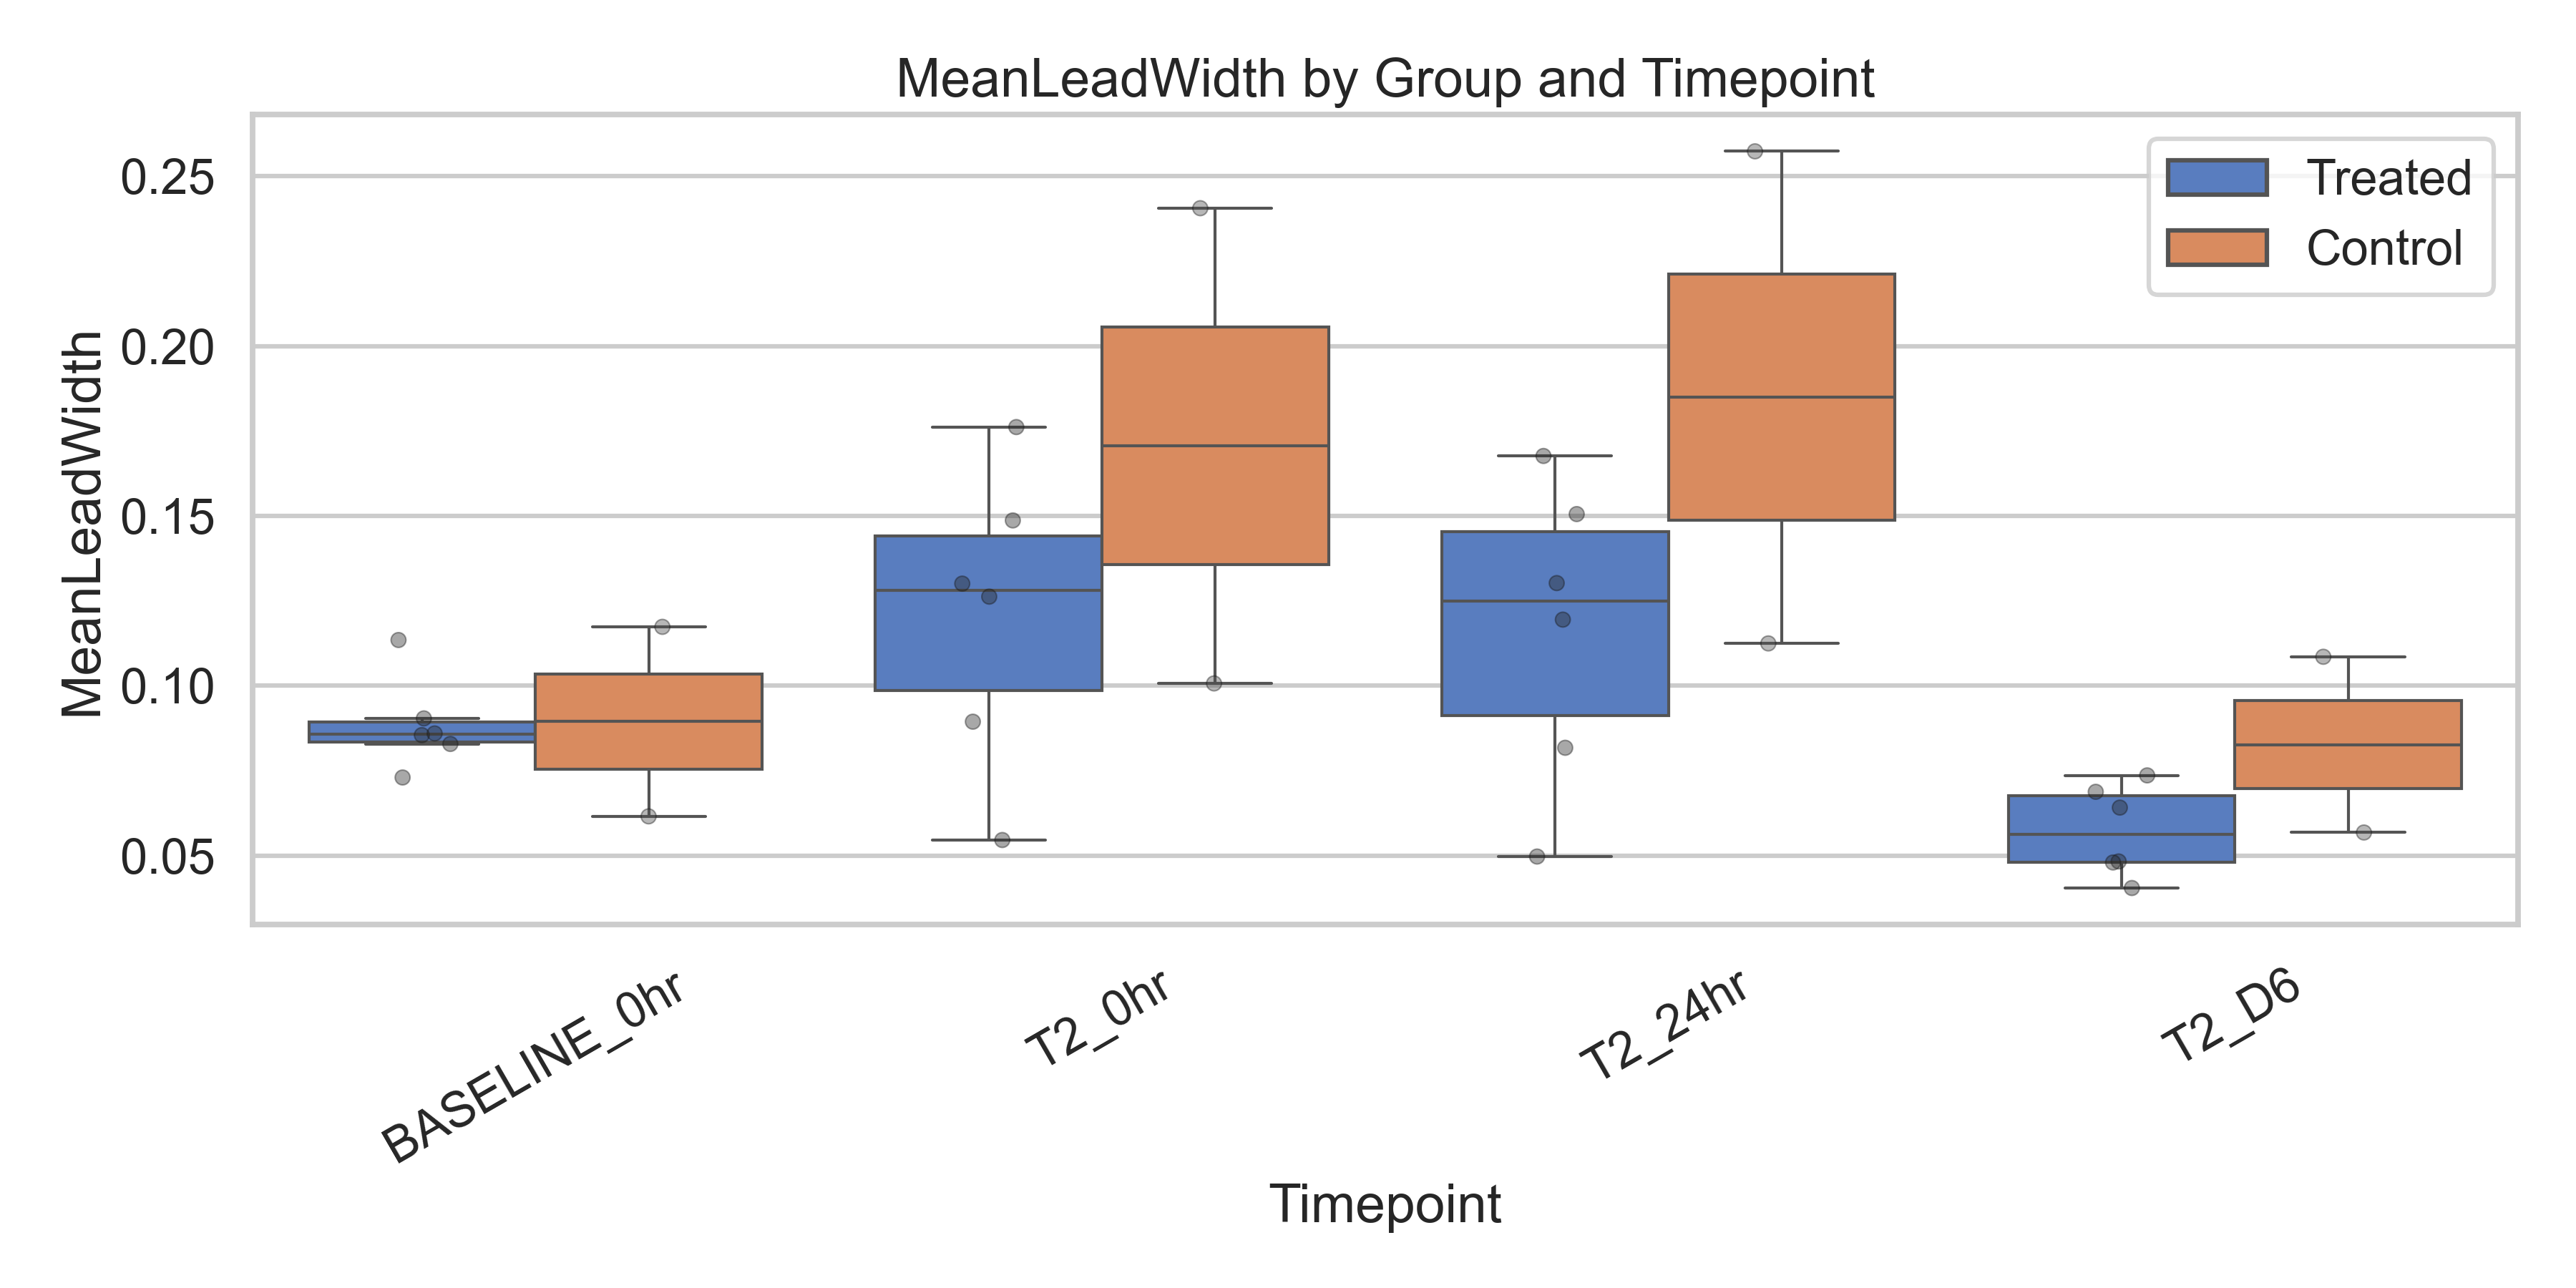 MeanLeadWidth by Group and Timepoint
MeanLeadWidth
0.25
0.20
0.15
0.10
0.05
Treated
Control
BASELINE_0hr
T2_0hr
T2_24hr
T2_D6
Timepoint